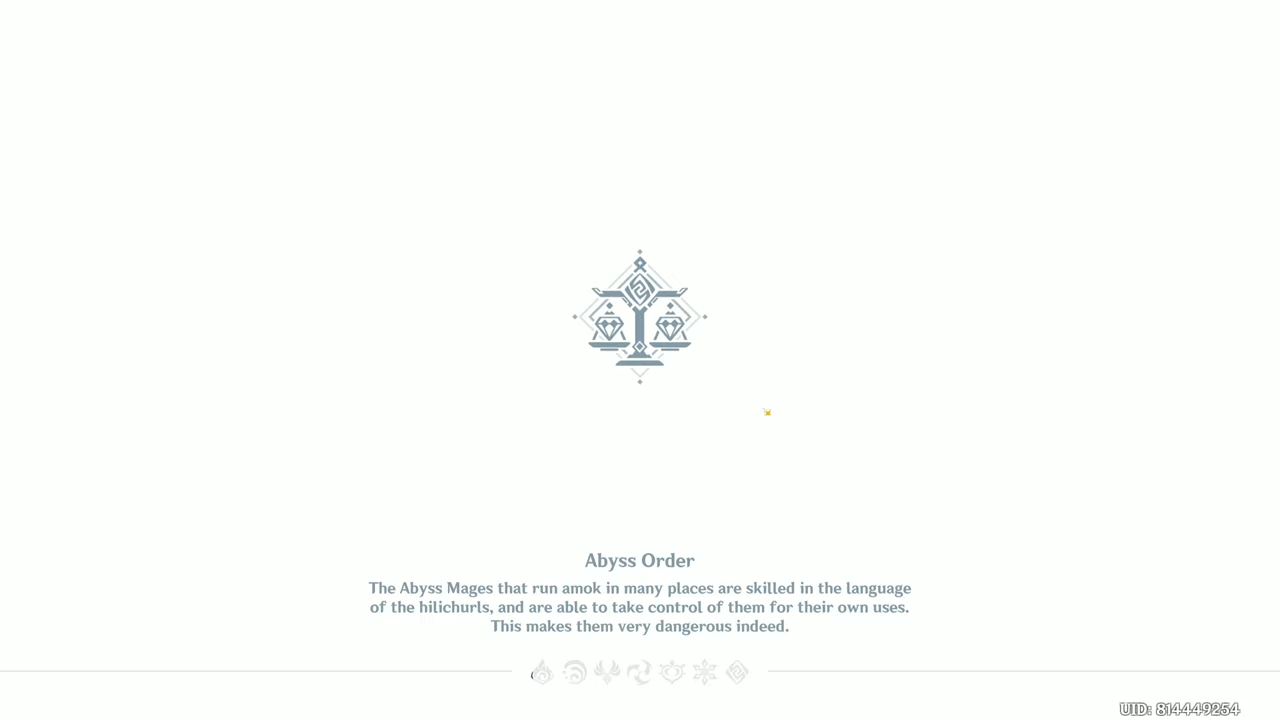 Abyss Order
The Abyss Mages that run amok in many places are skilled in the language
of the hilichurls, and are able to take control of them for their own uses.
This makes them very dangerous indeed.
UID: 814449254